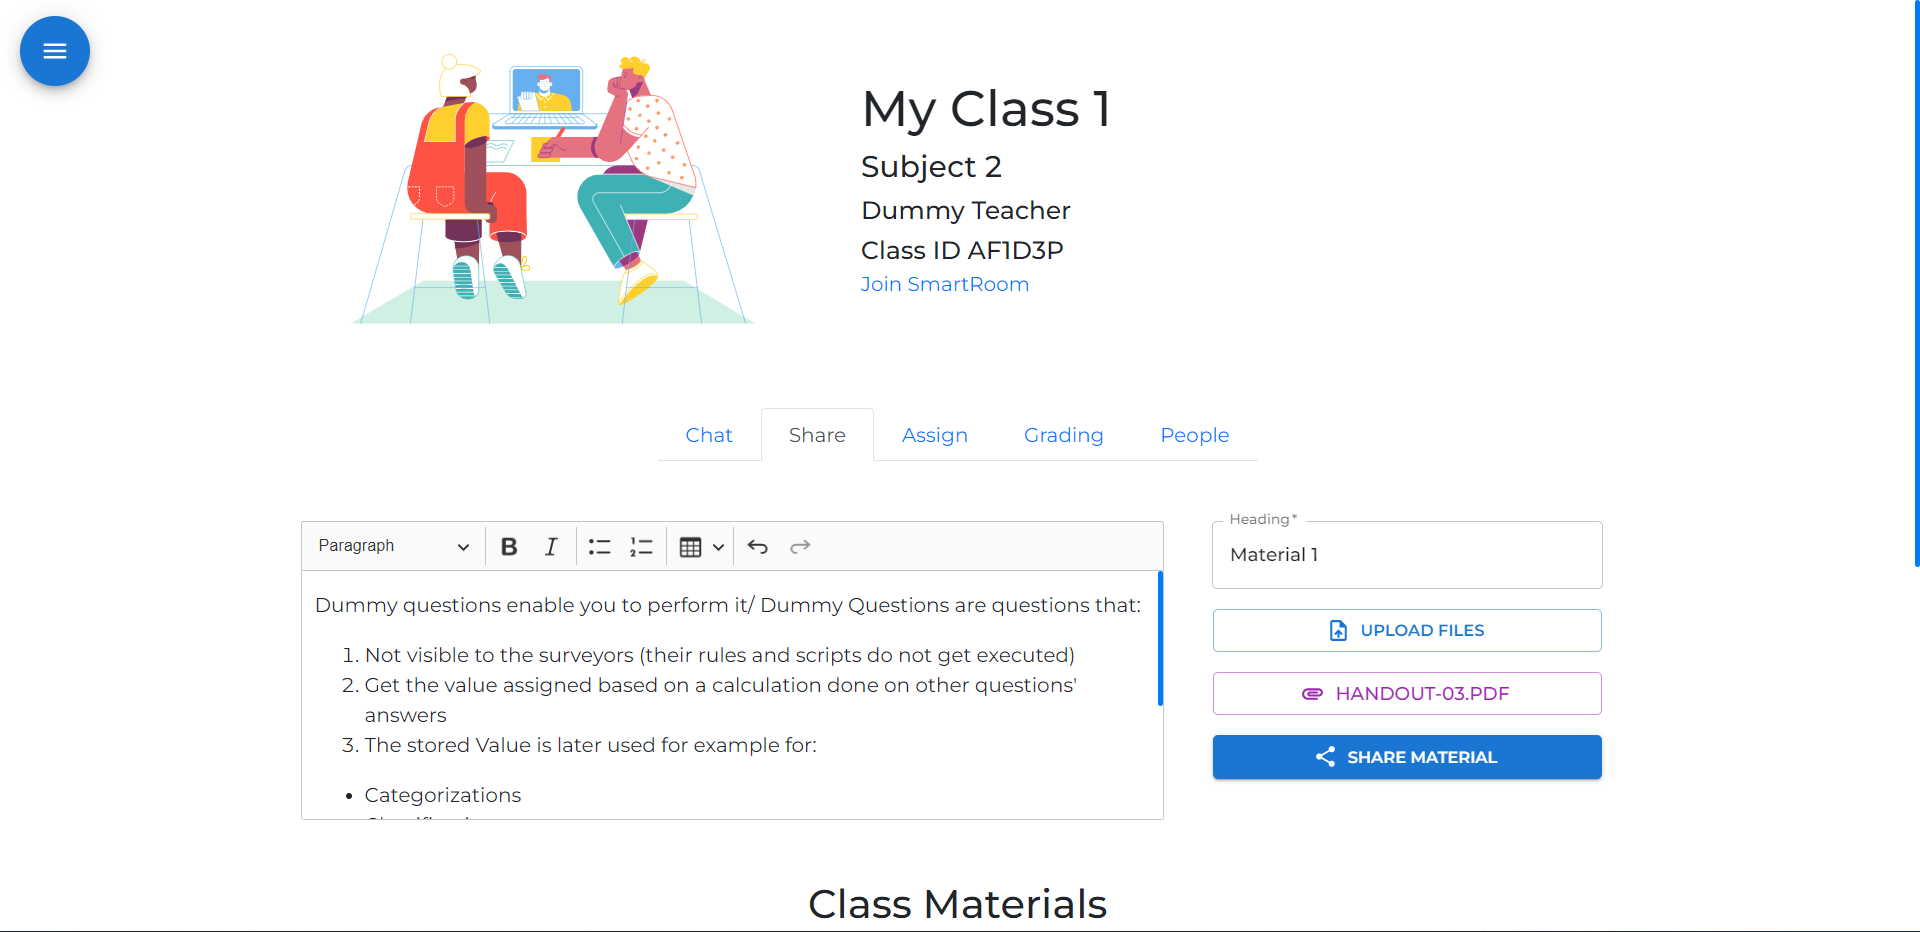 My Class 1
Subject 2
Dummy Teacher
Class ID AF1D3P
Join SmartRoom
Chat Share Assign Grading People
Paragraph
Dummy questions enable you to perform it/ Dummy Questions are questions that:
1. Not visible to the surveyors (their rules and scripts do not get executed)
2. Get the value assigned based on a calculation done on other questions'
answers
3. The stored Value is later used for example for:
• Categorizations
Heading*
Material 1
UPLOAD FILES
HANDOUT-03.PDF
SHARE MATERIAL
Class Materials